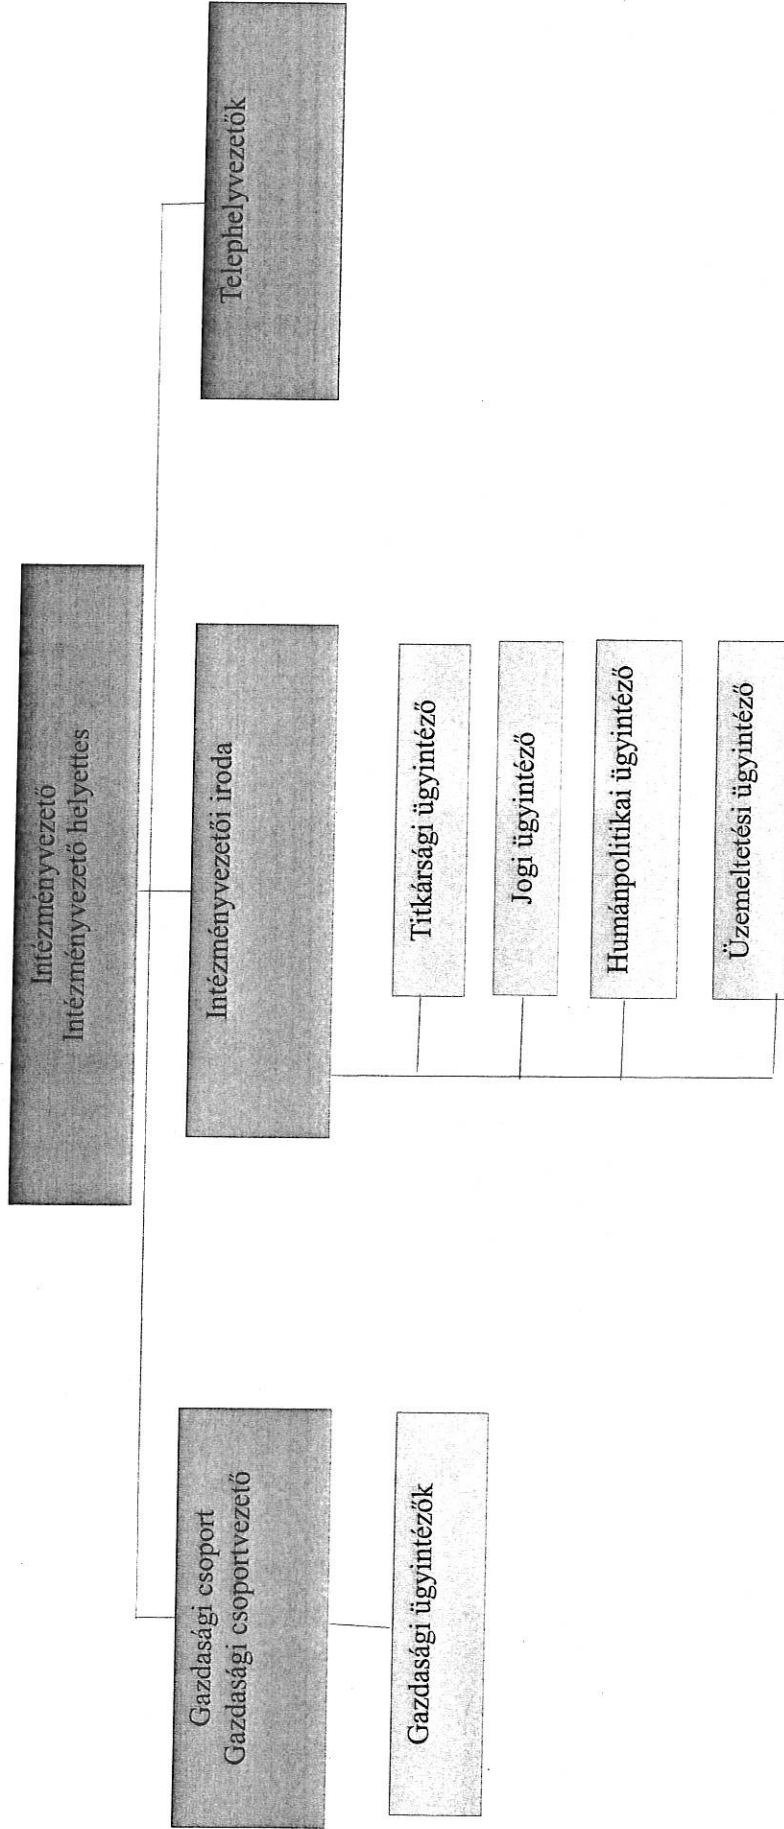 Intézményvezető
Intézményvezető helyettes
Gazdasági csoport
Gazdasági csoportvezető
Intézményvezetői iroda
Telephelyvezetők
Gazdasági ügyintézők
Titkársági ügyintéző
Jogi ügyintéző
Humánpolitikai ügyintéző
Üzemeltetési ügyintéző